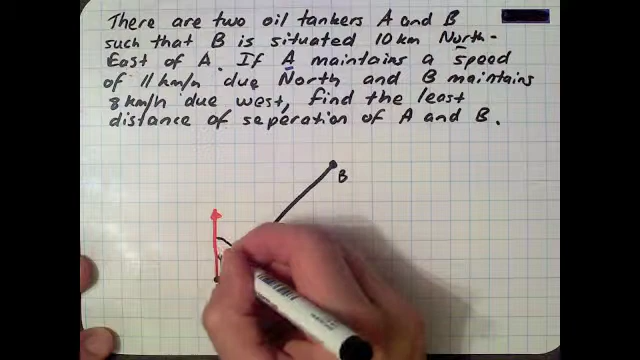 There are two oil tankers A and B
such that B is situated 10 km North-
East of A. If A maintains a speed
of 11 km/h due North and B maintains
8 km/h due west, find the least
distance of seperation of A and B.
B